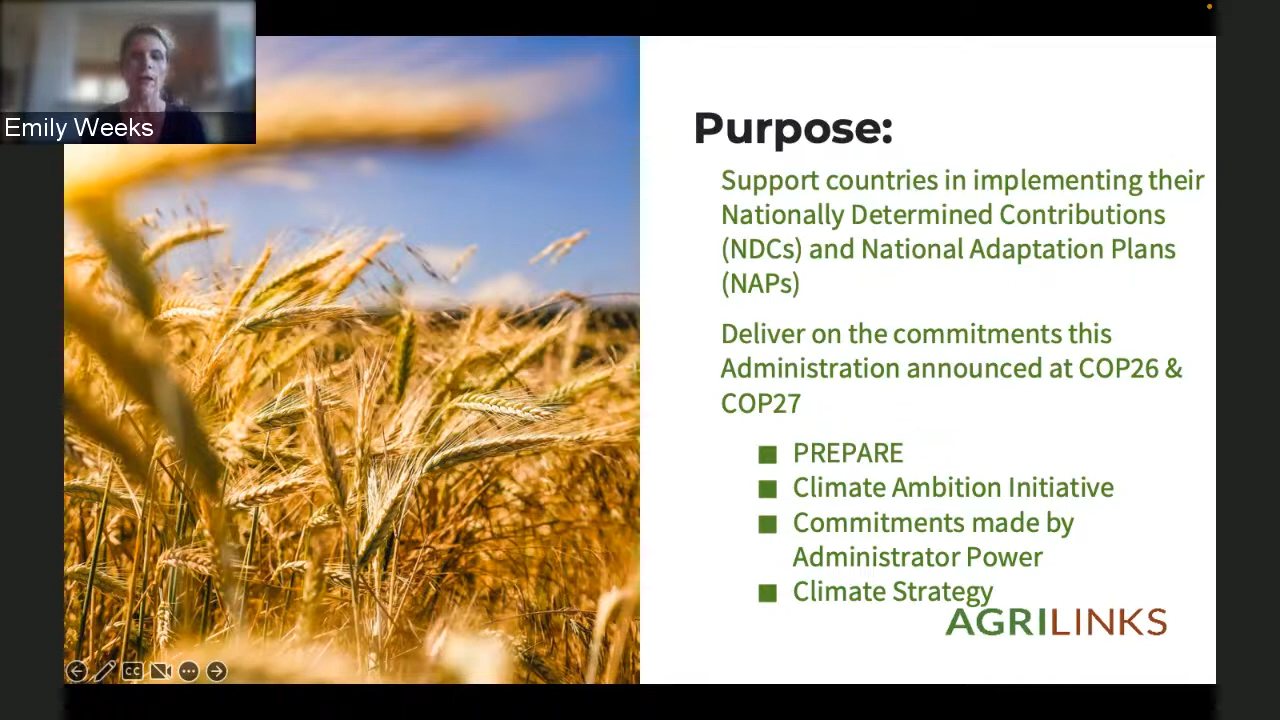 Emily Weeks
Purpose:
Support countries in implementing their
Nationally Determined Contributions
(NDCs) and National Adaptation Plans
(NAPs)
Deliver on the commitments this
Administration announced at COP26 &
COP27
PREPARE
Climate Ambition Initiative
Commitments made by
Administrator Power
Climate Strategy
AGRILINKS
CC